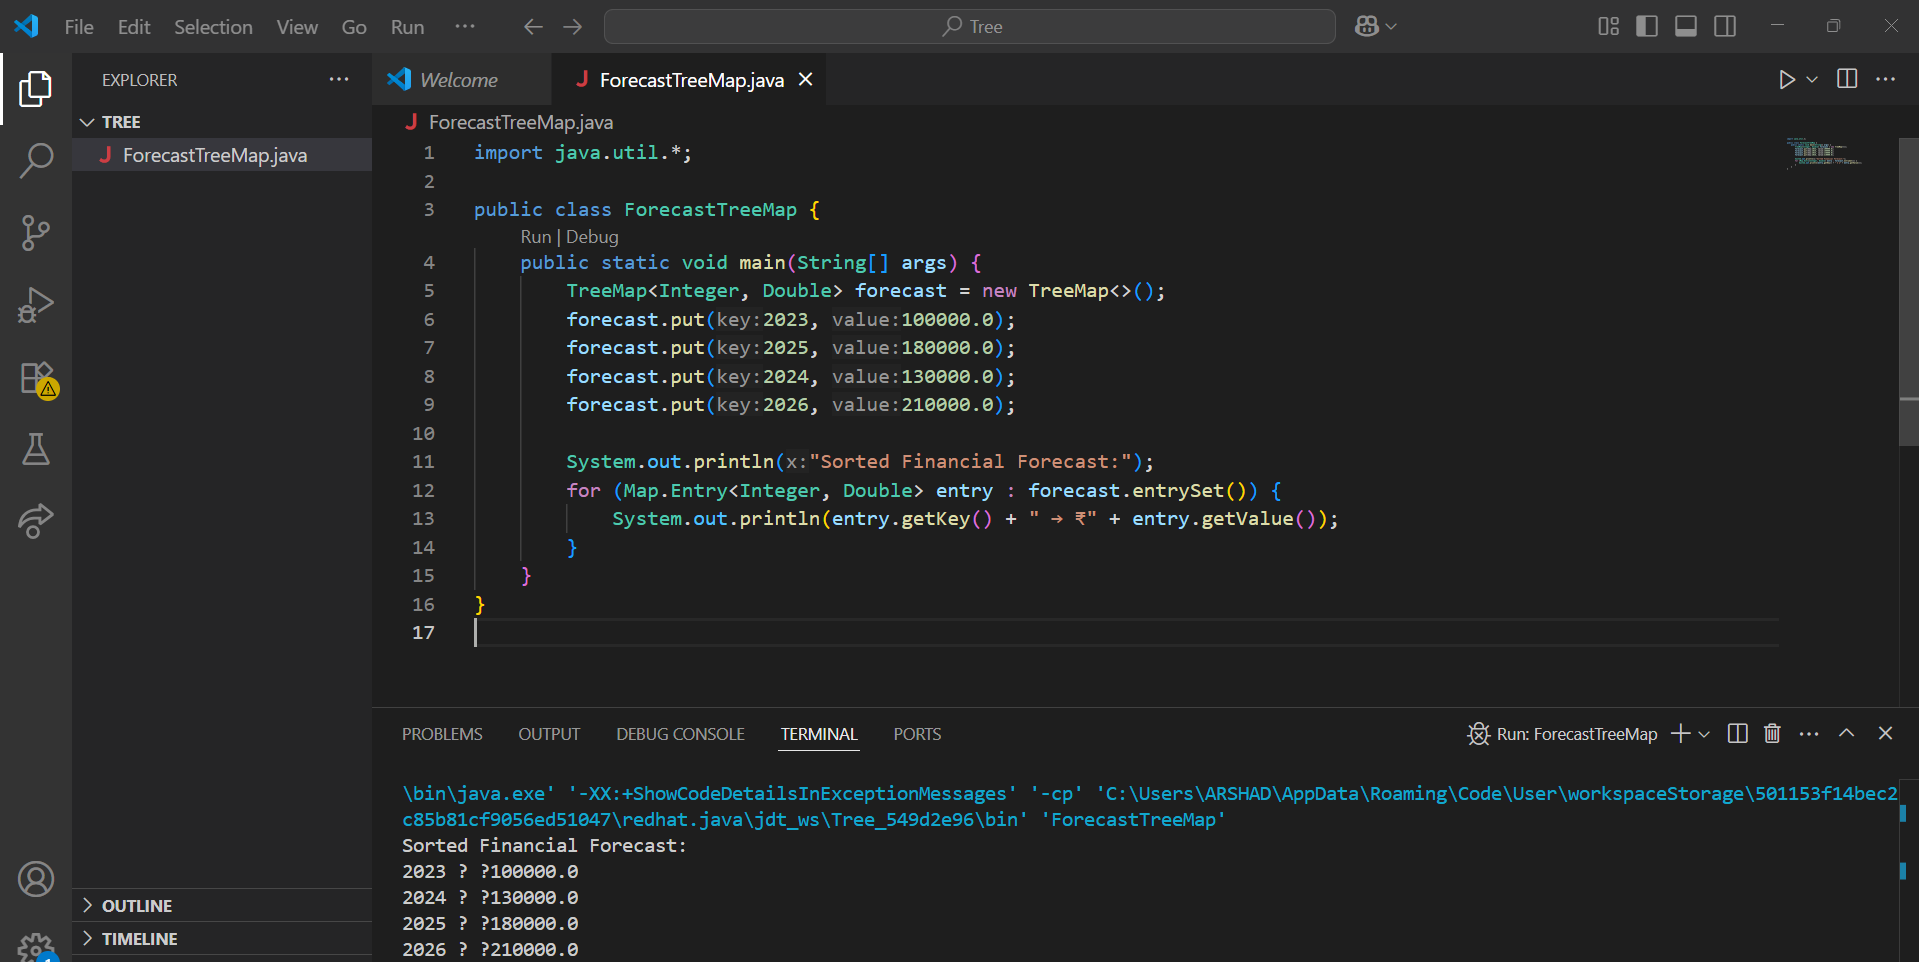 File Edit Selection View Go Run ··· Tree
EXPLORER ···
TREE
J ForecastTreeMap.java
OUTLINE
TIMELINE
Welcome J ForecastTreeMap.java
J ForecastTreeMap.java
1 import java.util.*;
2
3 public class ForecastTreeMap {
Run | Debug
4 public static void main(String[] args) {
5 TreeMap<Integer, Double> forecast = new TreeMap<>();
6 forecast.put(key:2023, value:100000.0);
7 forecast.put(key:2025, value:180000.0);
8 forecast.put(key:2024, value:130000.0);
9 forecast.put(key:2026, value:210000.0);
10
11 System.out.println(x:"Sorted Financial Forecast:");
12 for (Map.Entry<Integer, Double> entry : forecast.entrySet()) {
13 System.out.println(entry.getKey() + " → ₹" + entry.getValue());
14 }
15 }
16 }
17
PROBLEMS OUTPUT DEBUG CONSOLE TERMINAL PORTS Run: ForecastTreeMap
\bin\java.exe' '-XX:+ShowCodeDetailsInExceptionMessages' '-cp' 'C:\Users\ARSHAD\AppData\Roaming\Code\User\workspaceStorage\501153f14bec2
c85b81cf9056ed51047\redhat.java\jdt_ws\Tree_549d2e96\bin' 'ForecastTreeMap'
Sorted Financial Forecast:
2023 ? ?100000.0
2024 ? ?130000.0
2025 ? ?180000.0
2026 ? ?210000.0